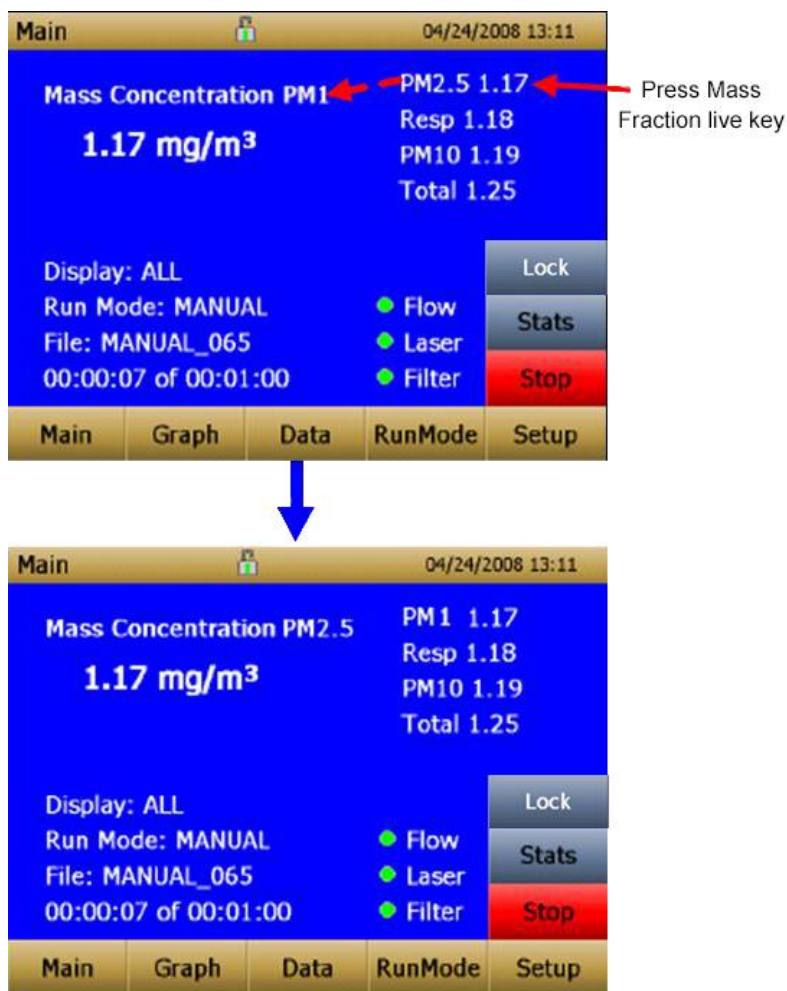 Main 04/24/2008 13:11
Mass Concentration PM1
1.17 mg/m³
PM2.5 1.17
Resp 1.18
PM10 1.19
Total 1.25
Press Mass
Fraction live key
Display: ALL
Run Mode: MANUAL
File: MANUAL_065
00:00:07 of 00:01:00
Flow
Laser
Filter
Lock
Stats
Stop
Main Graph Data RunMode Setup
Main 04/24/2008 13:11
Mass Concentration PM2.5
1.17 mg/m³
PM1 1.17
Resp 1.18
PM10 1.19
Total 1.25
Display: ALL
Run Mode: MANUAL
File: MANUAL_065
00:00:07 of 00:01:00
Flow
Laser
Filter
Lock
Stats
Stop
Main Graph Data RunMode Setup